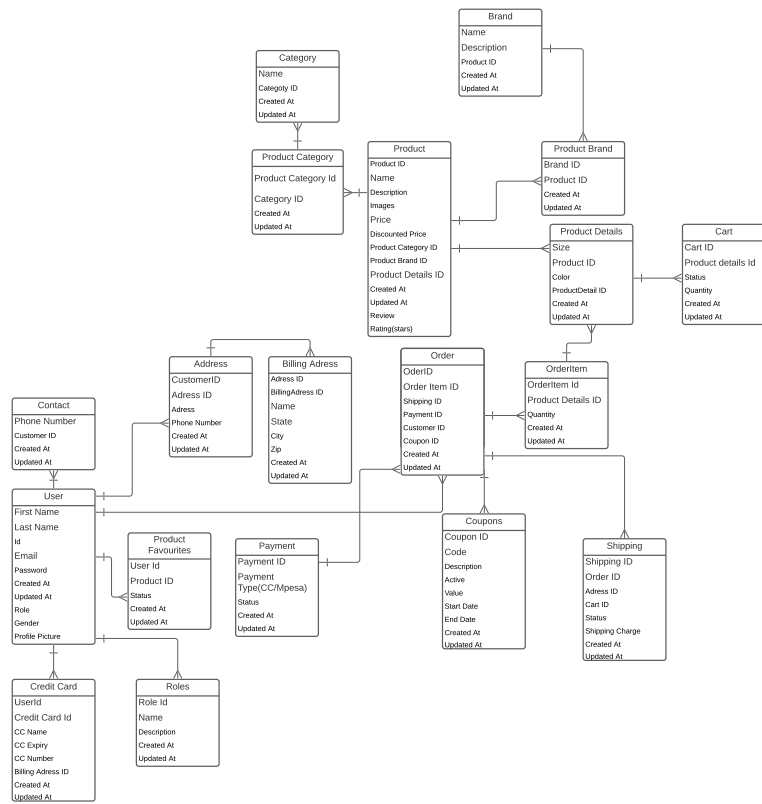 Brand
Name
Description
Product ID
Created At
Updated At
Category
Name
Categoty ID
Created At
Updated At
Product Category
Product Category Id
Category ID
Created At
Updated At
Product
Product ID
Name
Description
Images
Price
Discounted Price
Product Category ID
Product Brand ID
Product Details ID
Created At
Updated At
Review
Rating(stars)
Product Brand
Brand ID
Product ID
Created At
Updated At
Product Details
Size
Product ID
Color
ProductDetail ID
Created At
Updated At
Cart
Cart ID
Product details Id
Status
Quantity
Created At
Updated At
Address
CustomerID
Adress ID
Adress
Phone Number
Created At
Updated At
Billing Adress
Adress ID
BillingAdress ID
Name
State
City
Zip
Created At
Updated At
Order
OderID
Order Item ID
Shipping ID
Payment ID
Customer ID
Coupon ID
Created At
Updated At
OrderItem
OrderItem Id
Product Details ID
Quantity
Created At
Updated At
Contact
Phone Number
Customer ID
Created At
Updated At
User
First Name
Last Name
Id
Email
Password
Created At
Updated At
Role
Gender
Profile Picture
Product
Favourites
User Id
Product ID
Status
Created At
Updated At
Payment
Payment ID
Payment
Type(CC/Mpesa)
Status
Created At
Updated At
Coupons
Coupon ID
Code
Description
Active
Value
Start Date
End Date
Created At
Updated At
Shipping
Shipping ID
Order ID
Adress ID
Cart ID
Status
Shipping Charge
Created At
Updated At
Credit Card
UserId
Credit Card Id
CC Name
CC Expiry
CC Number
Billing Adress ID
Created At
Updated At
Roles
Role Id
Name
Description
Created At
Updated At